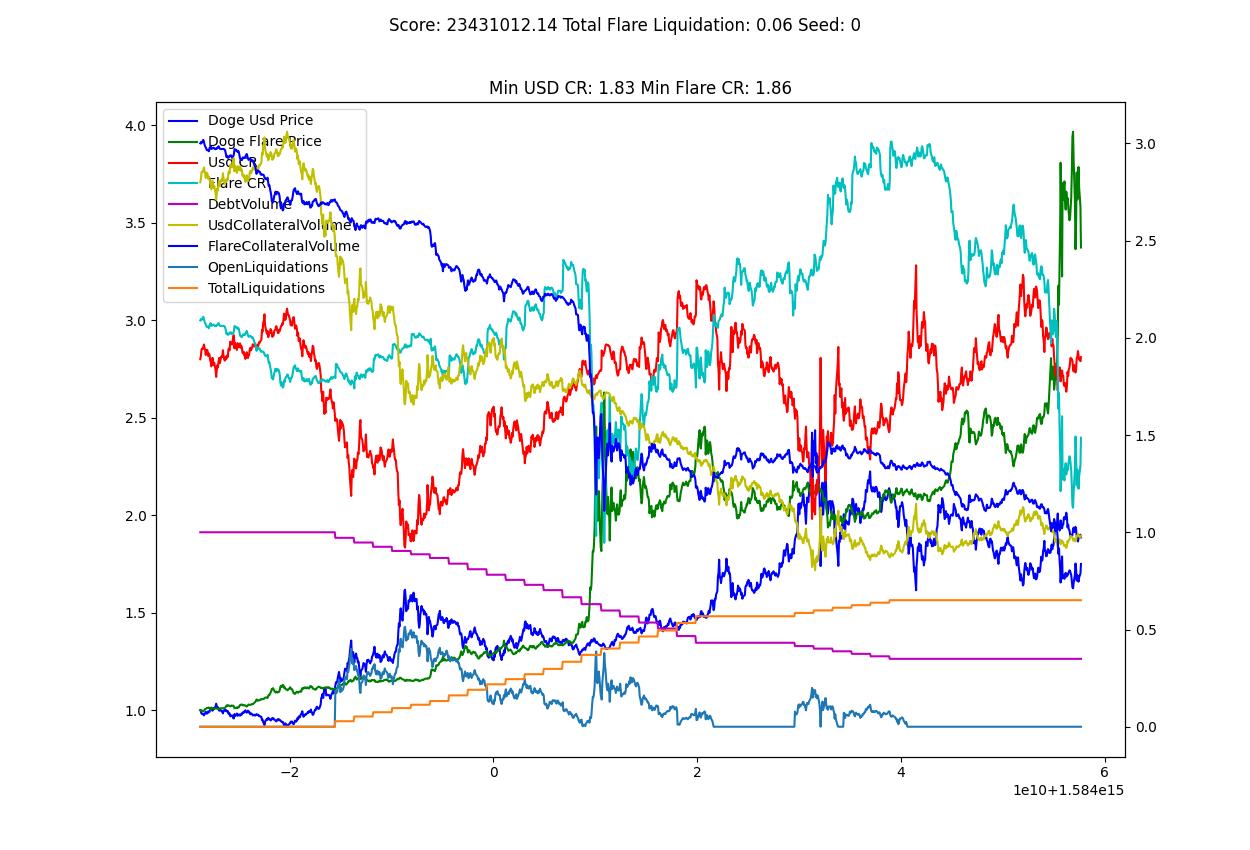 Score: 23431012.14 Total Flare Liquidation: 0.06 Seed: 0
Min USD CR: 1.83 Min Flare CR: 1.86
Doge Usd Price
Doge Flare Price
Usd CR
Flare CR
DebtVolume
UsdCollateralVolume
FlareCollateralVolume
OpenLiquidations
TotalLiquidations
4.0
3.5
3.0
2.5
2.0
1.5
1.0
3.0
2.5
2.0
1.5
1.0
0.5
0.0
−2
0
2
4
6
1e10+1.584e15